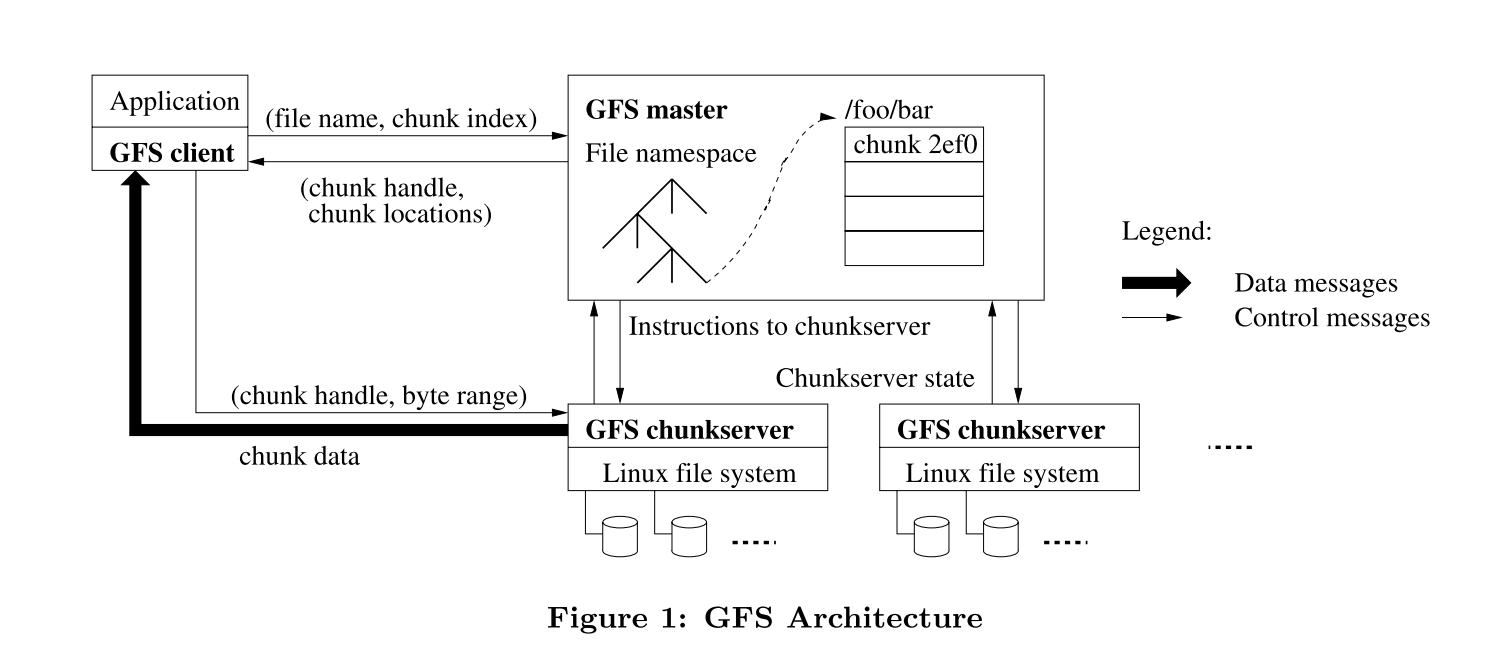 Application
GFS client
(file name, chunk index)
(chunk handle,
chunk locations)
GFS master
File namespace
/foo/bar
chunk 2ef0
Legend:
Data messages
Control messages
Instructions to chunkserver
Chunkserver state
(chunk handle, byte range)
chunk data
GFS chunkserver
Linux file system
GFS chunkserver
Linux file system
Figure 1: GFS Architecture